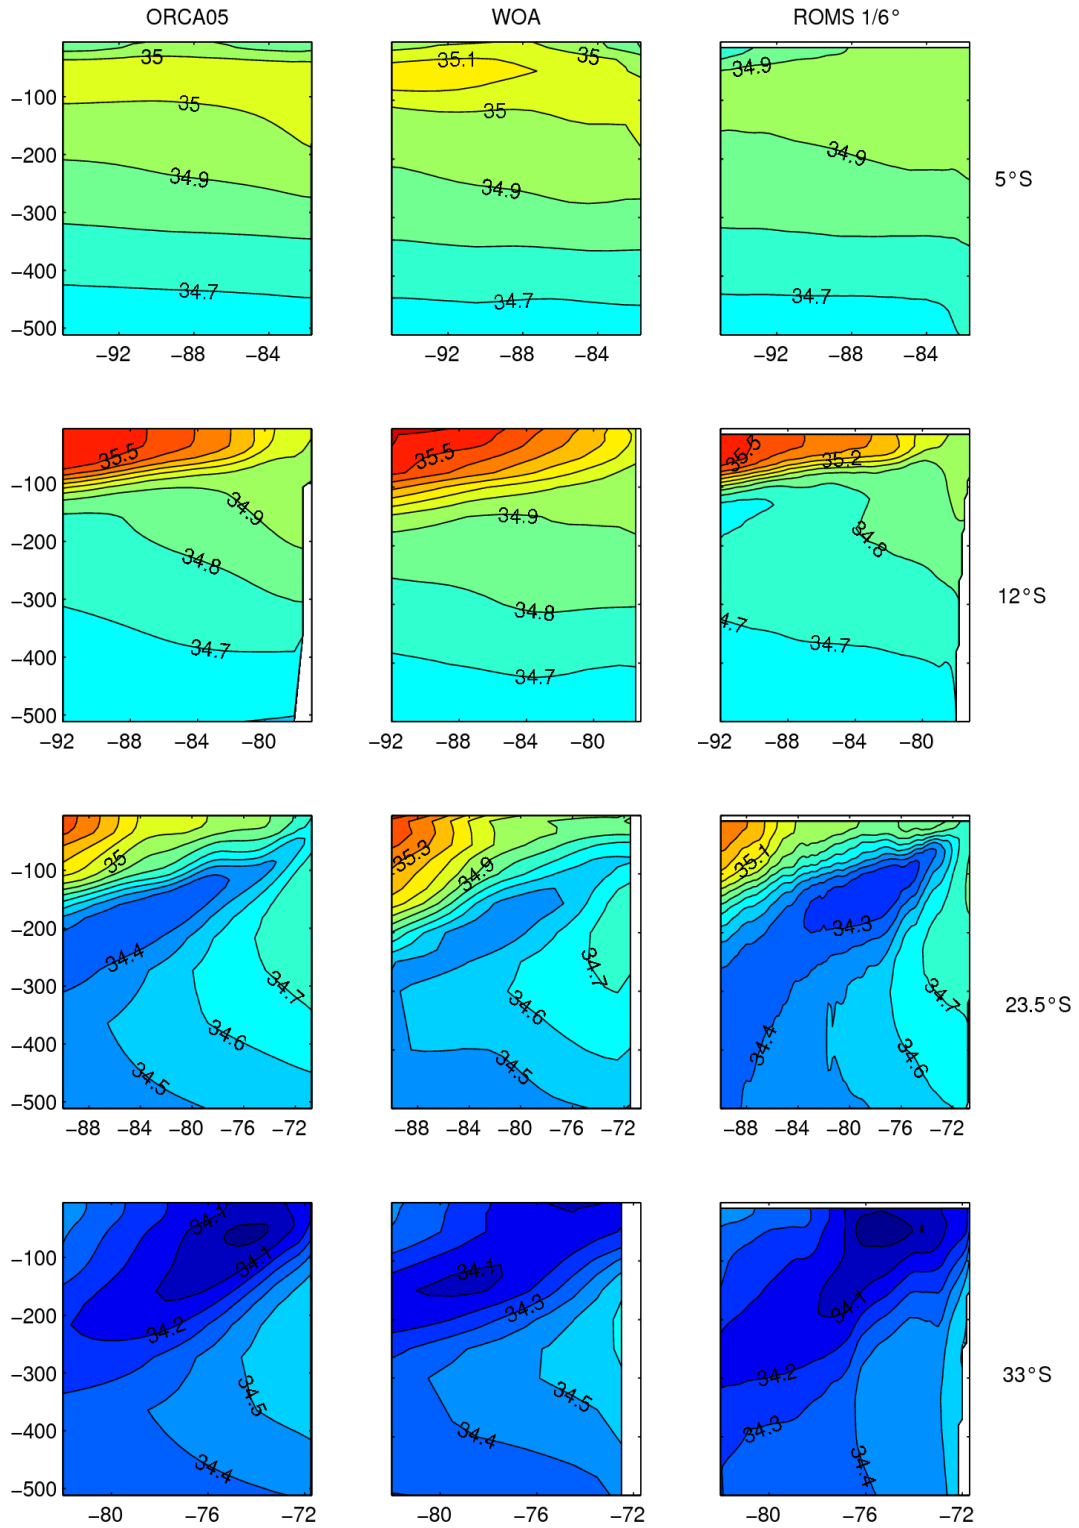 ORCA05 WOA ROMS 1/6°
35 35.1 35 34.9
−100 35 35
−200 34.9 34.9 34.9 5°S
−300
−400 34.7 34.7 34.7
−500
−92 −88 −84 −92 −88 −84 −92 −88 −84
35.5 35.5 35.5 35.2
−100 34.9 34.9
−200 34.8 34.8 34.8
−300 34.8 34.7 12°S
−400 34.7 34.7 34.7
−500
−92 −88 −84 −80 −92 −88 −84 −80 −92 −88 −84 −80
35 35.3 35.1
−100 34.9
−200 34.4 34.3
−300 34.7 34.7 34.7 23.5°S
−400 34.6 34.6 34.4 34.6
−500 34.5 34.5
−88 −84 −80 −76 −72 −88 −84 −80 −76 −72 −88 −84 −80 −76 −72
34.1
−100 34.1 34.1
−200 34.2 34.3 34.1
−300 34.5 34.5 34.2 33°S
−400 34.4 34.4 34.3 34.4
−500
−80 −76 −72 −80 −76 −72 −80 −76 −72